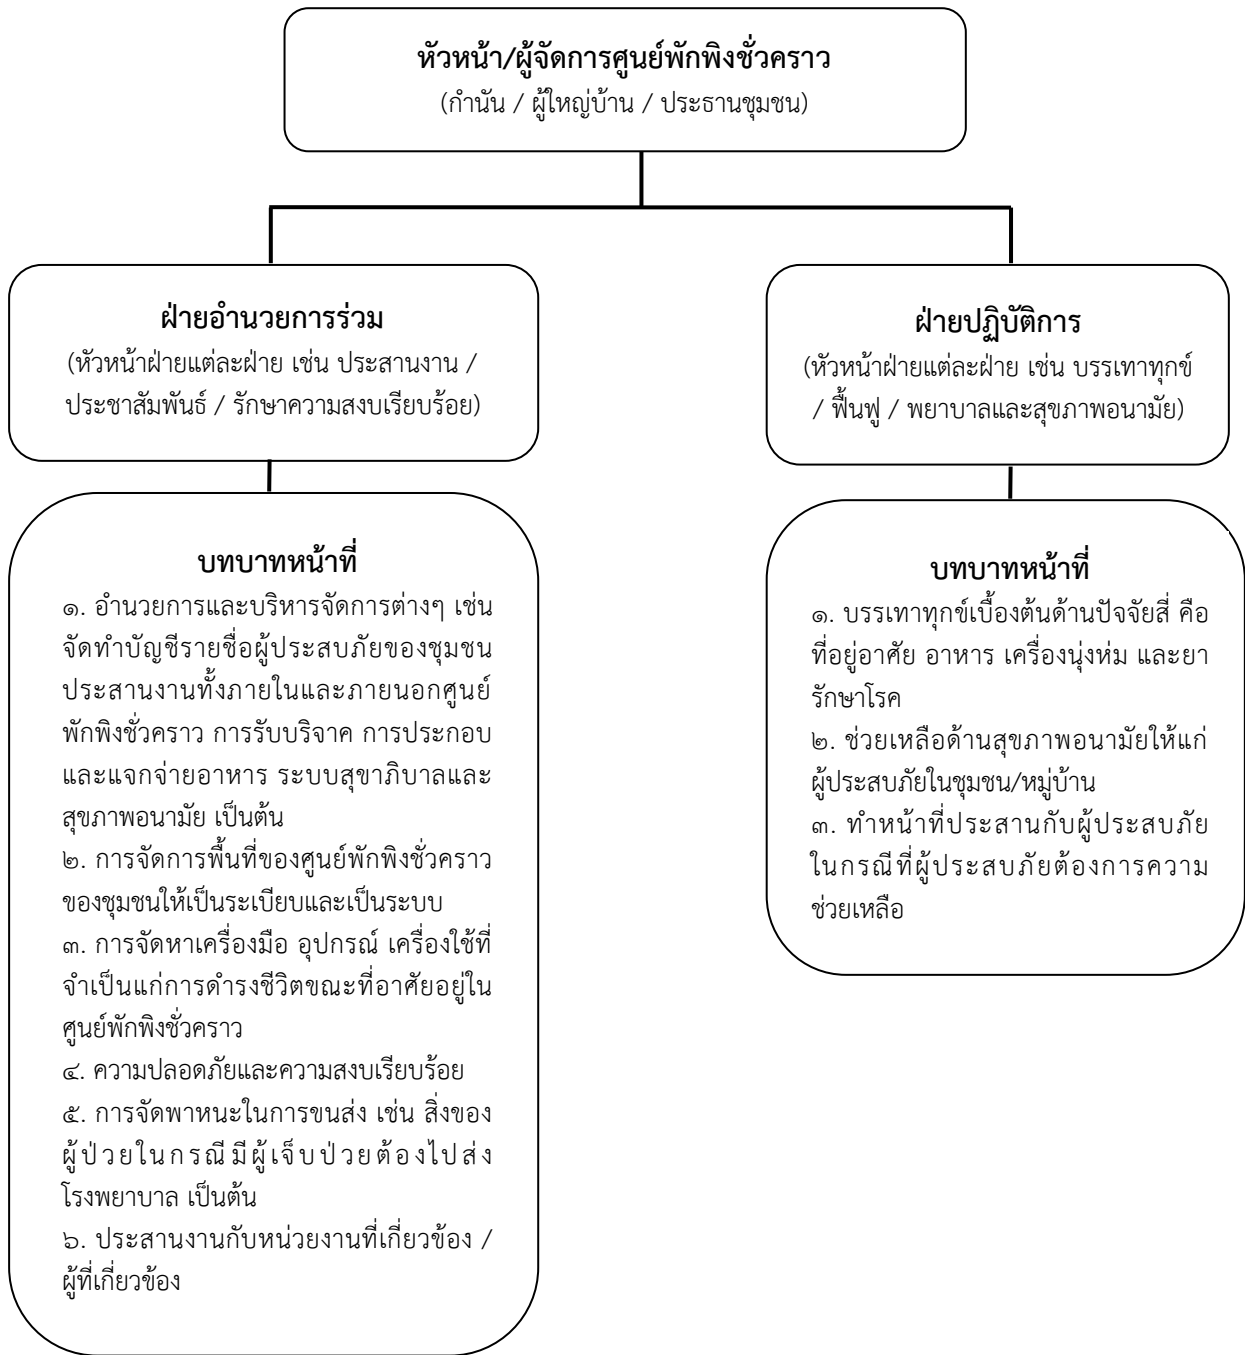 หัวหน้า/ผู้จัดการศูนย์พักพิงชั่วคราว
(กำนัน / ผู้ใหญ่บ้าน / ประธานชุมชน)
ฝ่ายอำนวยการร่วม
(หัวหน้าฝ่ายแต่ละฝ่าย เช่น ประสานงาน /
ประชาสัมพันธ์ / รักษาความสงบเรียบร้อย)
ฝ่ายปฏิบัติการ
(หัวหน้าฝ่ายแต่ละฝ่าย เช่น บรรเทาทุกข์
/ ฟื้นฟู / พยาบาลและสุขภาพอนามัย)
บทบาทหน้าที่
๑. อำนวยการและบริหารจัดการต่างๆ เช่น
จัดทำบัญชีรายชื่อผู้ประสบภัยของชุมชน
ประสานงานทั้งภายในและภายนอกศูนย์
พักพิงชั่วคราว การรับบริจาค การประกอบ
และแจกจ่ายอาหาร ระบบสุขาภิบาลและ
สุขภาพอนามัย เป็นต้น
๒. การจัดการพื้นที่ของศูนย์พักพิงชั่วคราว
ของชุมชนให้เป็นระเบียบและเป็นระบบ
๓. การจัดหาเครื่องมือ อุปกรณ์ เครื่องใช้ที่
จำเป็นแก่การดำรงชีวิตขณะที่อาศัยอยู่ใน
ศูนย์พักพิงชั่วคราว
๔. ความปลอดภัยและความสงบเรียบร้อย
๕. การจัดพาหนะในการขนส่ง เช่น สิ่งของ
ผู้ป่วยในกรณีมีผู้เจ็บป่วยต้องไปส่ง
โรงพยาบาล เป็นต้น
๖. ประสานงานกับหน่วยงานที่เกี่ยวข้อง /
ผู้ที่เกี่ยวข้อง
บทบาทหน้าที่
๑. บรรเทาทุกข์เบื้องต้นด้านปัจจัยสี่ คือ
ที่อยู่อาศัย อาหาร เครื่องนุ่งห่ม และยา
รักษาโรค
๒. ช่วยเหลือด้านสุขภาพอนามัยให้แก่
ผู้ประสบภัยในชุมชน/หมู่บ้าน
๓. ทำหน้าที่ประสานกับผู้ประสบภัย
ในกรณีที่ผู้ประสบภัยต้องการความ
ช่วยเหลือ